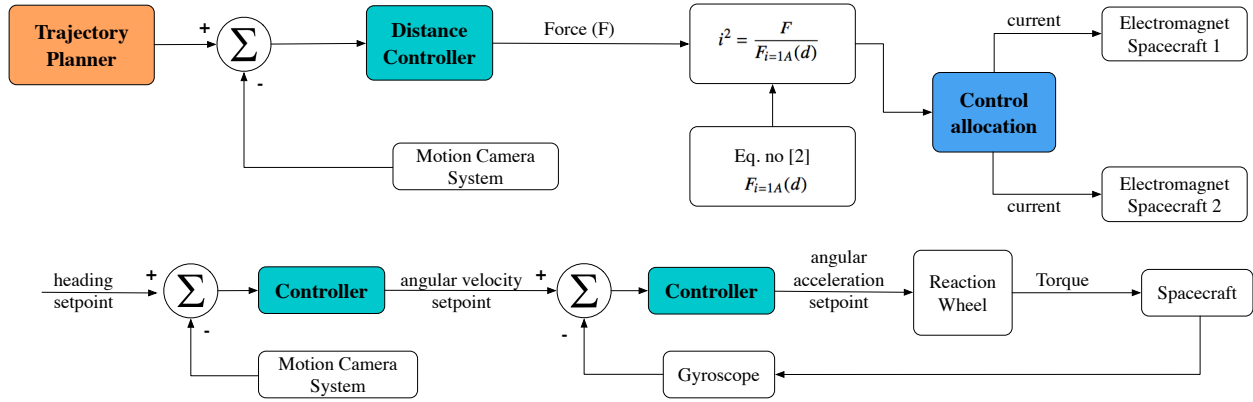 Trajectory
Planner
+
Σ
-
Distance
Controller
Force (F)
i² = F / F_{i=1A}(d)
Motion Camera
System
Eq. no [2]
F_{i=1A}(d)
Control
allocation
current
Electromagnet
Spacecraft 1
current
Electromagnet
Spacecraft 2
heading
setpoint
+
Σ
-
Controller
Motion Camera
System
angular velocity
setpoint
+
Σ
-
Controller
angular
acceleration
setpoint
Reaction
Wheel
Torque
Spacecraft
Gyroscope